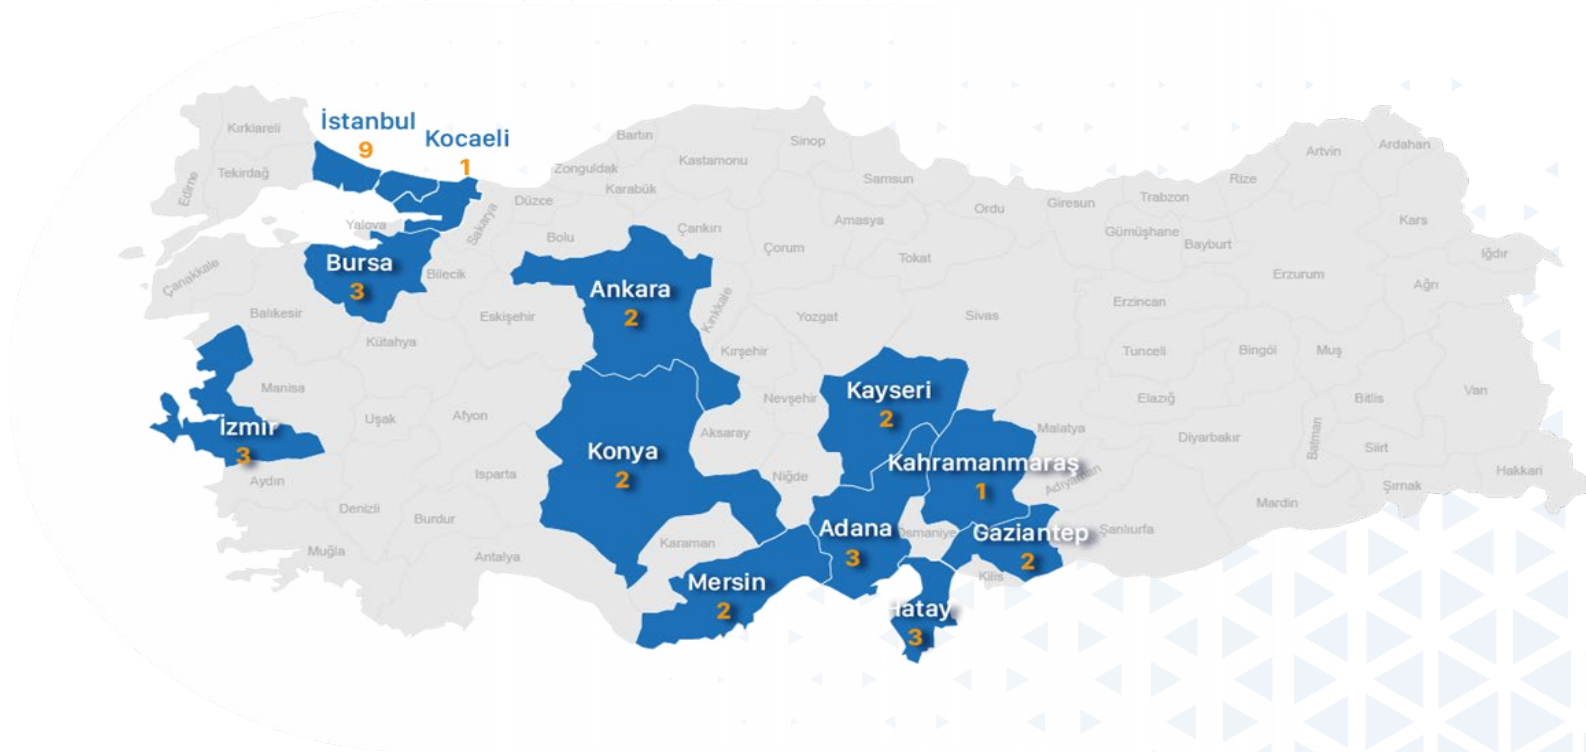 İstanbul
9
Kocaeli
1
Kırklareli
Tekirdağ
Edirne
Yalova
Sakarya
Düzce
Bolu
Zonguldak
Bartın
Karabük
Kastamonu
Çankırı
Sinop
Samsun
Amasya
Çorum
Tokat
Ordu
Giresun
Trabzon
Gümüşhane
Bayburt
Rize
Artvin
Ardahan
Kars
Iğdır
Ağrı
Erzurum
Erzincan
Sivas
Yozgat
Kırıkkale
Kırşehir
Ankara
2
Eskişehir
Bilecik
Bursa
3
Çanakkale
Balıkesir
Kütahya
Manisa
Uşak
Afyon
İzmir
3
Aydın
Denizli
Muğla
Burdur
Isparta
Antalya
Konya
2
Aksaray
Nevşehir
Niğde
Kayseri
2
Karaman
Mersin
2
Adana
3
Osmaniye
Kahramanmaraş
1
Gaziantep
2
Kilis
Hatay
3
Malatya
Adıyaman
Şanlıurfa
Elazığ
Tunceli
Bingöl
Muş
Bitlis
Van
Diyarbakır
Batman
Siirt
Mardin
Şırnak
Hakkari